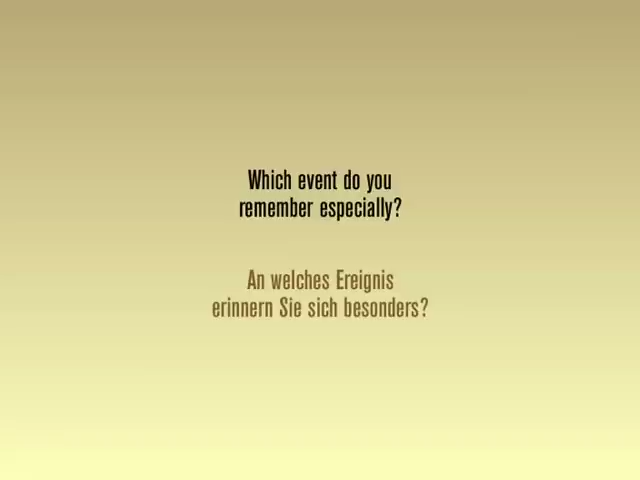 Which event do you
remember especially?
An welches Ereignis
erinnern Sie sich besonders?